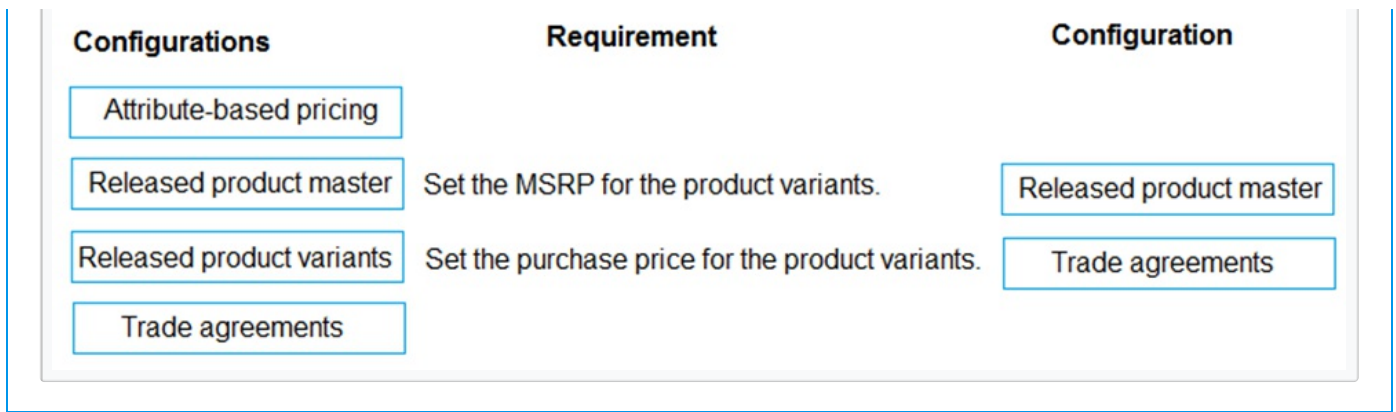 Configurations Requirement Configuration
Attribute-based pricing
Released product master Set the MSRP for the product variants. Released product master
Released product variants Set the purchase price for the product variants. Trade agreements
Trade agreements